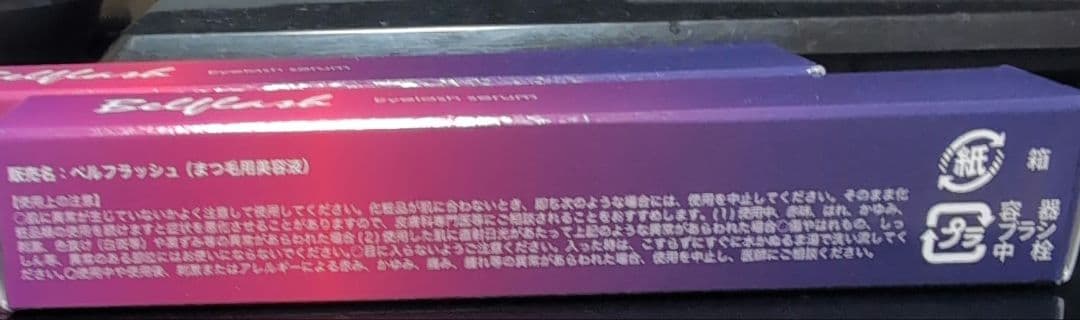 Belflash Eyelash serum
Belflash Eyelash serum
販売名：ベルフラッシュ（まつ毛用美容液）
【使用上の注意】
○肌に異常が生じていないかよく注意して使用してください。化粧品が肌に合わないとき、即ち次のような場合には、使用を中止してください。そのまま化
粧品類の使用を続けますと症状を悪化させることがありますので、皮膚科専門医等にご相談されることをおすすめします。(1)使用中、赤味、はれ、かゆみ、
刺激、色抜け（白斑等）や黒ずみ等の異常があらわれた場合(2)使用した肌に直射日光があたって上記のような異常があらわれた場合○傷やはれもの、しっ
しん等、異常のある部位にはお使いにならないでください。○目に入らないようご注意ください。入った時は、こすらずにすぐに水かぬるま湯で洗い流してく
ださい。○使用中や使用後、刺激またはアレルギーによる赤み、かゆみ、痛み、腫れ等の異常があらわれた場合、使用を中止し、医師にご相談ください。
紙 箱
プラ
容器
ブラシ
中栓